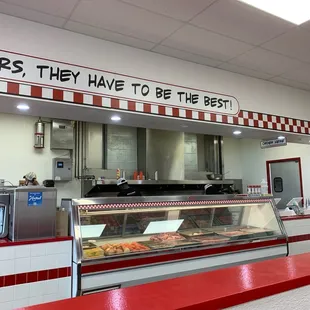 RS, THEY HAVE TO BE THE BEST!